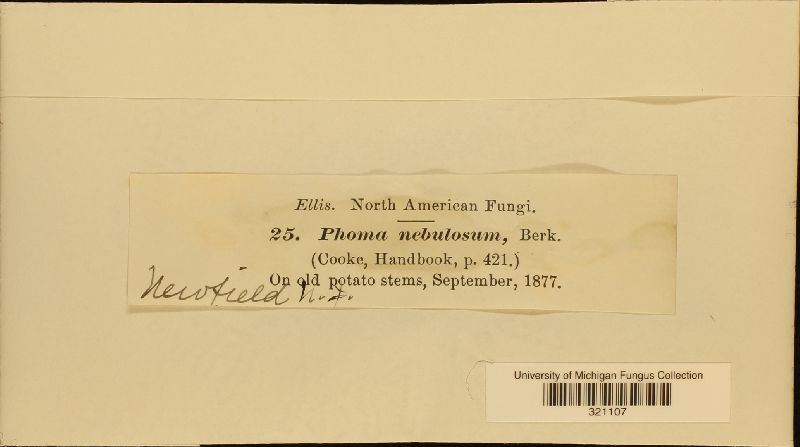 Ellis. North American Fungi.
25. Phoma nebulosum, Berk.
(Cooke, Handbook, p. 421.)
On old potato stems, September, 1877.
Newfield N. J.
University of Michigan Fungus Collection
321107